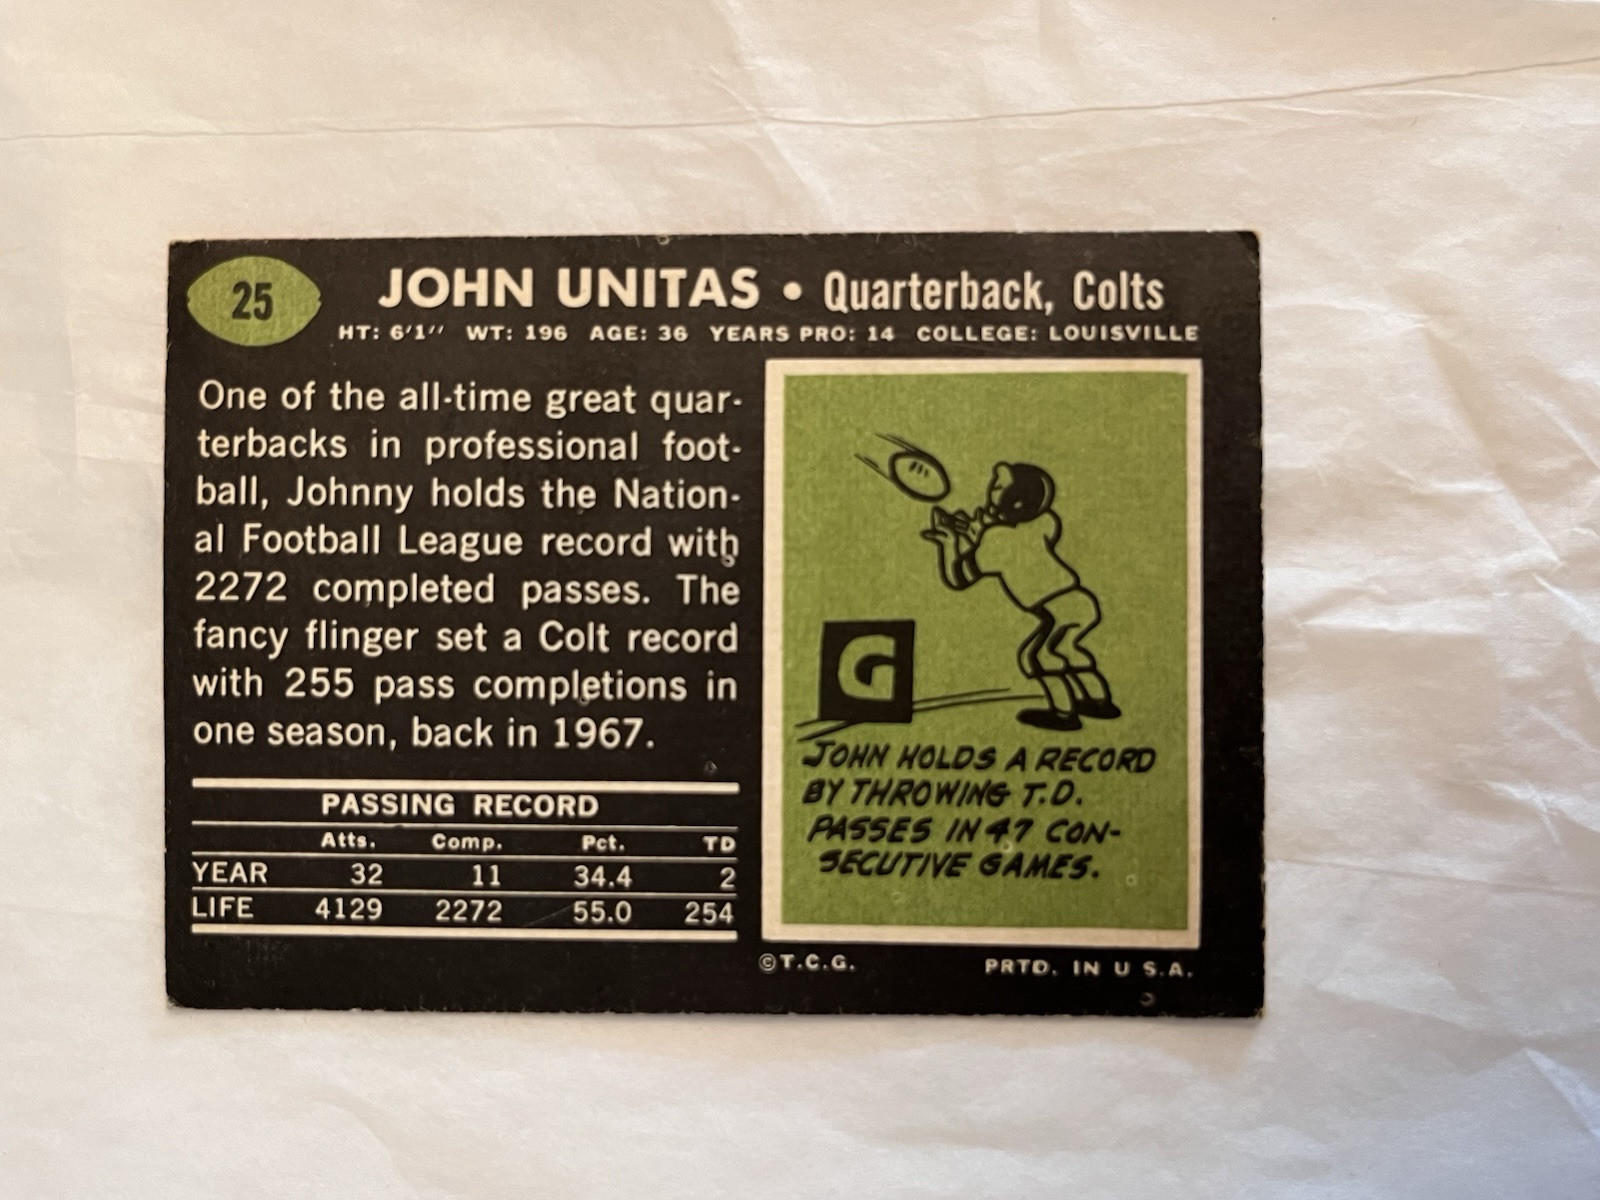 25
JOHN UNITAS • Quarterback, Colts
HT: 6'1'' WT: 196 AGE: 36 YEARS PRO: 14 COLLEGE: LOUISVILLE
One of the all-time great quar-
terbacks in professional foot-
ball, Johnny holds the Nation-
al Football League record with
2272 completed passes. The
fancy flinger set a Colt record
with 255 pass completions in
one season, back in 1967.
PASSING RECORD
Atts. Comp. Pct. TD
YEAR 32 11 34.4 2
LIFE 4129 2272 55.0 254
G
JOHN HOLDS A RECORD
BY THROWING T.D.
PASSES IN 47 CON-
SECUTIVE GAMES.
©T.C.G. PRTD. IN U S.A.